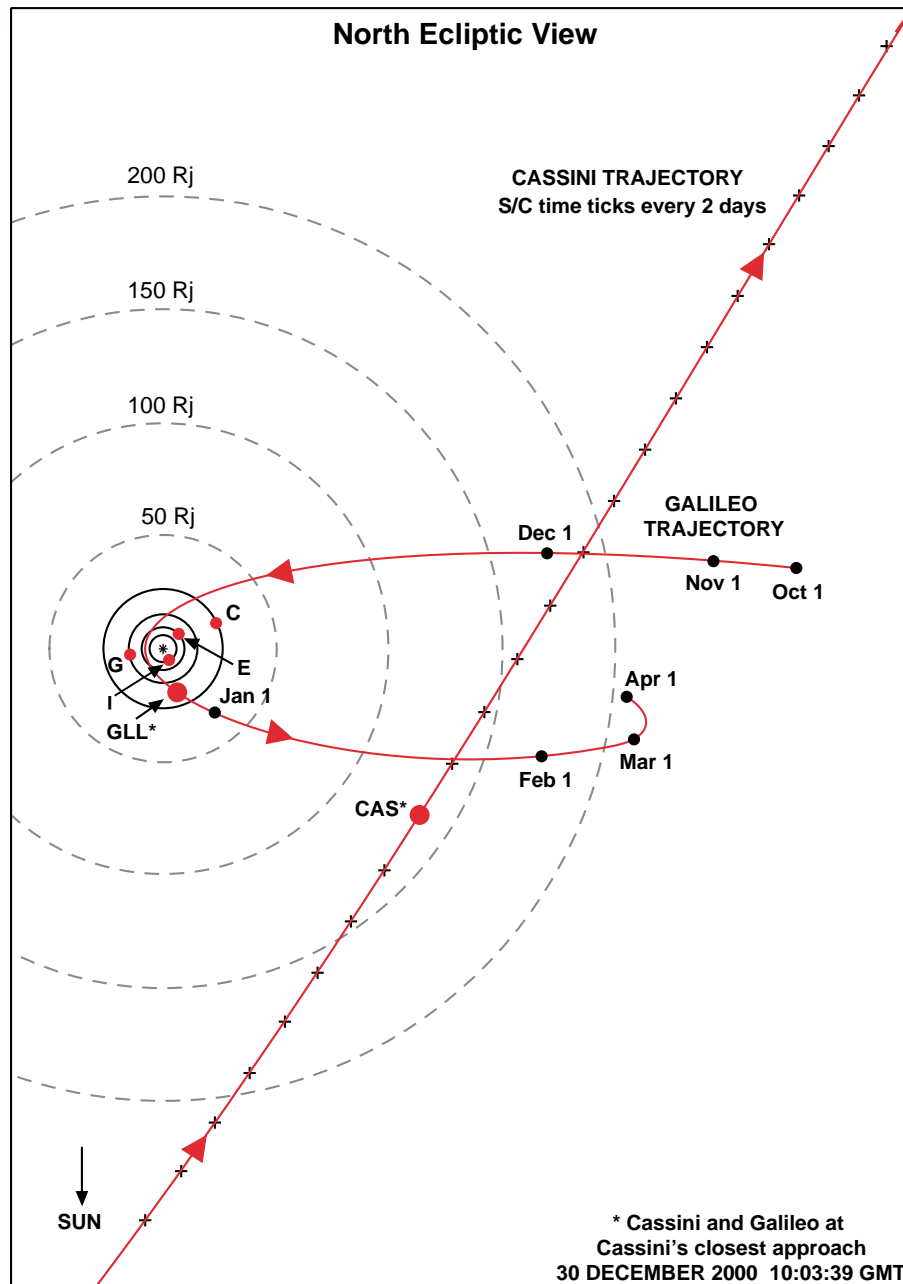 North Ecliptic View
200 Rj
CASSINI TRAJECTORY
S/C time ticks every 2 days
150 Rj
100 Rj
50 Rj
GALILEO
TRAJECTORY
Dec 1
Nov 1
Oct 1
C
G
E
I
Jan 1
GLL*
Apr 1
Mar 1
Feb 1
CAS*
SUN
* Cassini and Galileo at
Cassini's closest approach
30 DECEMBER 2000 10:03:39 GMT